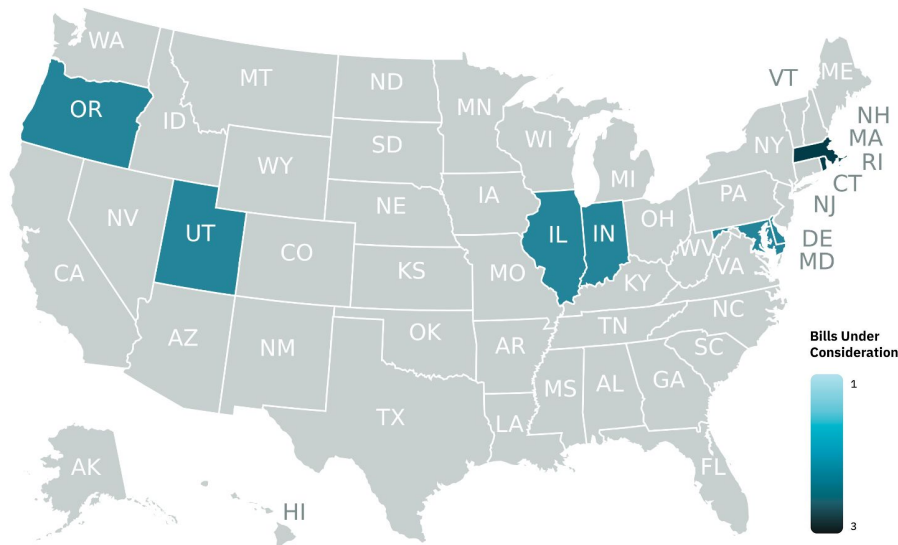 WA
MT
ND
MN
VT
ME
OR
ID
SD
WI
NY
NH
MA
RI
WY
MI
CT
NE
IA
PA
NJ
NV
UT
IL
IN
OH
DE
MD
CO
KS
MO
WV
VA
CA
KY
NC
AZ
NM
OK
AR
TN
SC
MS
AL
GA
TX
LA
FL
AK
HI
Bills Under
Consideration
1
3